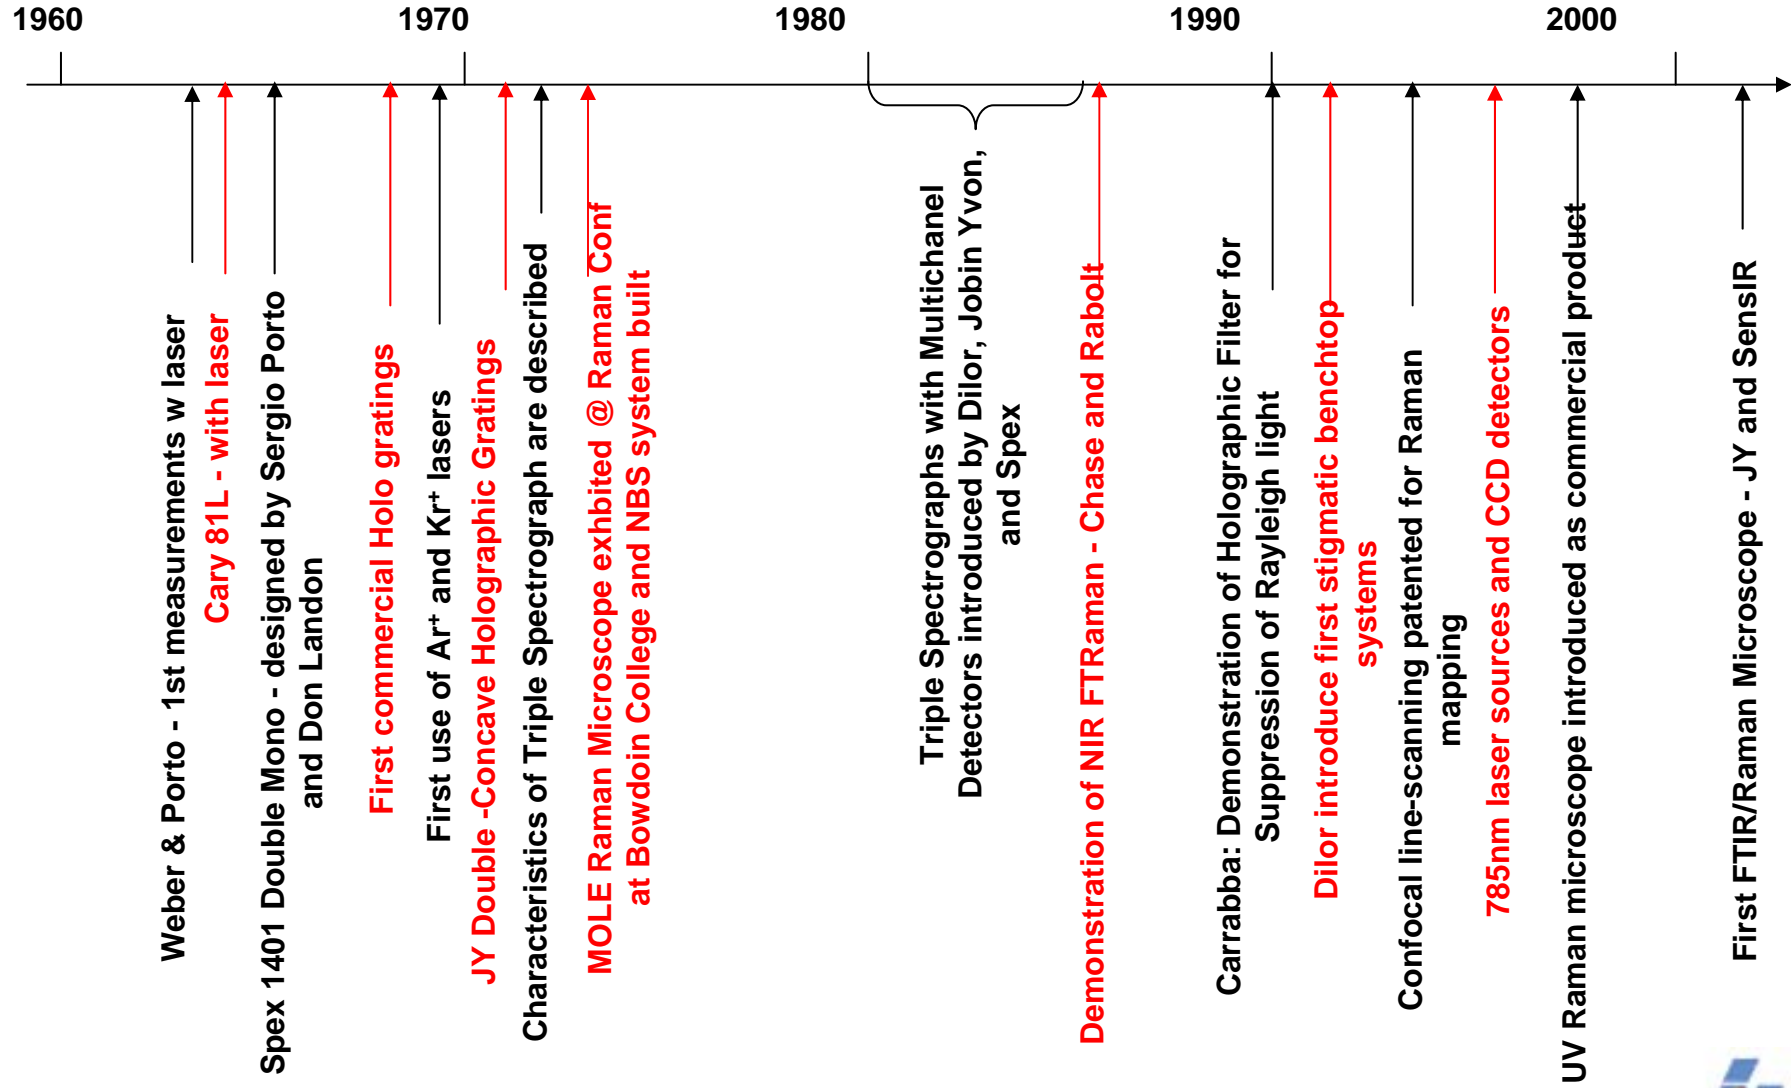 1960
1970
1980
1990
2000
Weber & Porto - 1st measurements w laser
Cary 81L - with laser
Spex 1401 Double Mono - designed by Sergio Porto
and Don Landon
First commercial Holo gratings
First use of Ar⁺ and Kr⁺ lasers
JY Double -Concave Holographic Gratings
Characteristics of Triple Spectrograph are described
MOLE Raman Microscope exhbited @ Raman Conf
at Bowdoin College and NBS system built
Triple Spectrographs with Multichanel
Detectors introduced by Dilor, Jobin Yvon,
and Spex
Demonstration of NIR FTRaman - Chase and Rabolt
Carrabba: Demonstration of Holographic Filter for
Suppression of Rayleigh light
Dilor introduce first stigmatic benchtop
systems
Confocal line-scanning patented for Raman
mapping
785nm laser sources and CCD detectors
UV Raman microscope introduced as commercial product
First FTIR/Raman Microscope - JY and SensIR